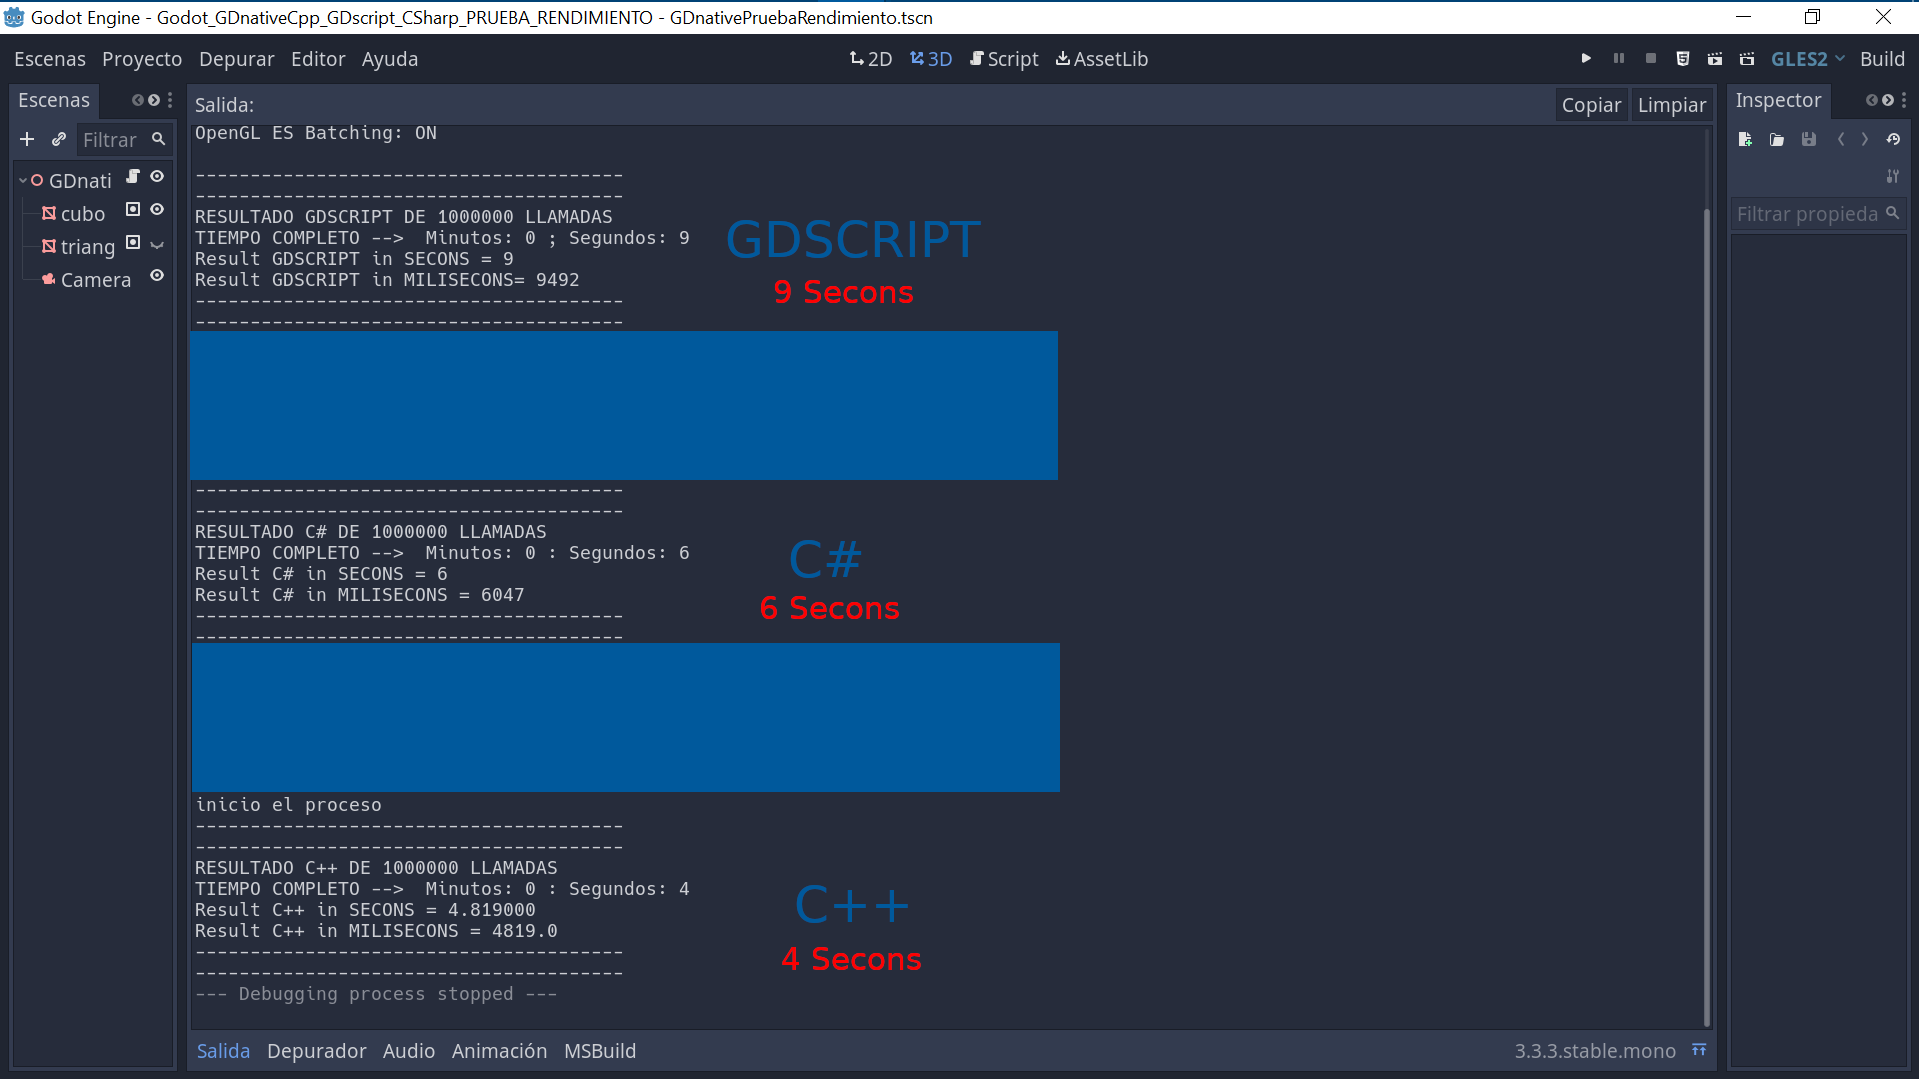 Godot Engine - Godot_GDnativeCpp_GDscript_CSharp_PRUEBA_RENDIMIENTO - GDnativePruebaRendimiento.tscn
Escenas Proyecto Depurar Editor Ayuda 2D 3D Script AssetLib GLES2 Build
Escenas
Filtrar
GDnati
cubo
triang
Camera
Salida: Copiar Limpiar
OpenGL ES Batching: ON
---------------------------------------
---------------------------------------
RESULTADO GDSCRIPT DE 1000000 LLAMADAS
TIEMPO COMPLETO -->  Minutos: 0 ; Segundos: 9
Result GDSCRIPT in SECONS = 9
Result GDSCRIPT in MILISECONS= 9492
---------------------------------------
---------------------------------------
GDSCRIPT
9 Secons
---------------------------------------
---------------------------------------
RESULTADO C# DE 1000000 LLAMADAS
TIEMPO COMPLETO -->  Minutos: 0 : Segundos: 6
Result C# in SECONS = 6
Result C# in MILISECONS = 6047
---------------------------------------
---------------------------------------
C#
6 Secons
inicio el proceso
---------------------------------------
---------------------------------------
RESULTADO C++ DE 1000000 LLAMADAS
TIEMPO COMPLETO -->  Minutos: 0 : Segundos: 4
Result C++ in SECONS = 4.819000
Result C++ in MILISECONS = 4819.0
---------------------------------------
---------------------------------------
C++
4 Secons
--- Debugging process stopped ---
Salida Depurador Audio Animación MSBuild 3.3.3.stable.mono
Inspector
Filtrar propieda